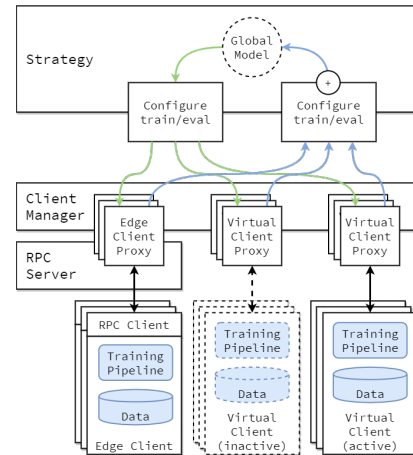 Strategy
Global
Model
+
Configure
train/eval
Configure
train/eval
Client
Manager
Edge
Client
Proxy
Virtual
Client
Proxy
Virtual
Client
Proxy
RPC
Server
RPC Client
Training
Pipeline
Data
Edge Client
Training
Pipeline
Data
Virtual
Client
(inactive)
Training
Pipeline
Data
Virtual
Client
(active)